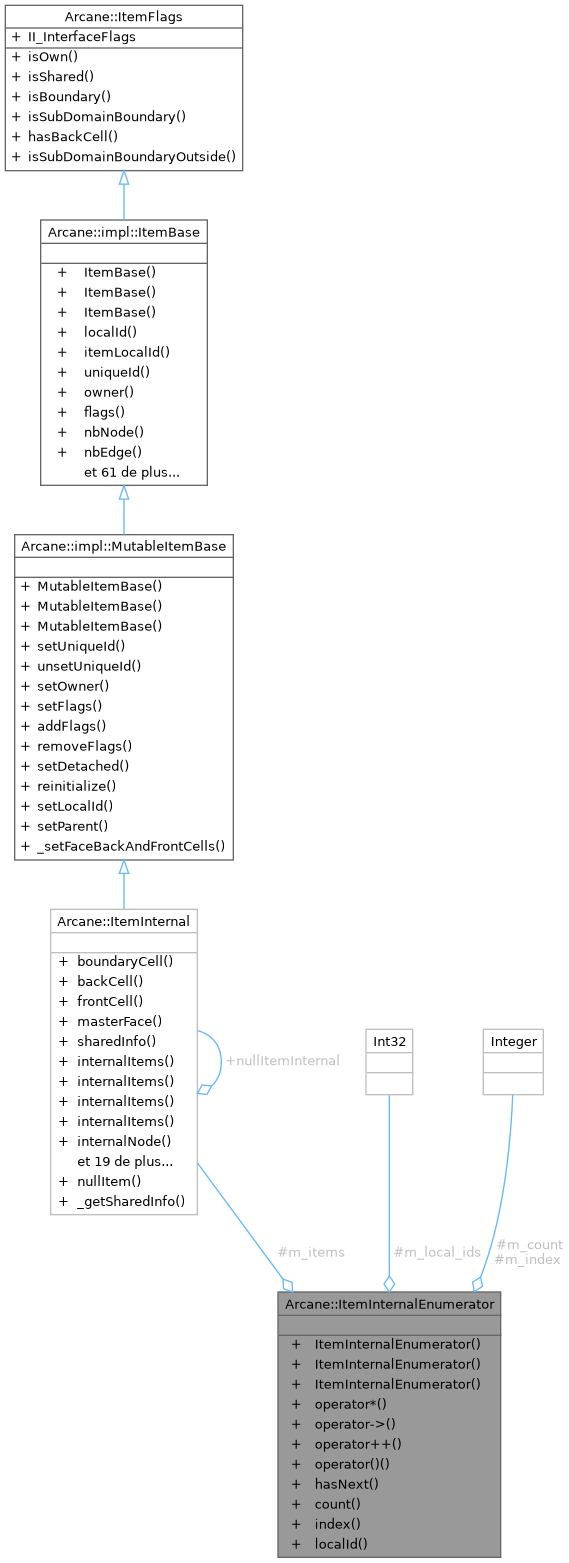 Arcane::ItemFlags
+ II_InterfaceFlags
+ isOwn()
+ isShared()
+ isBoundary()
+ isSubDomainBoundary()
+ hasBackCell()
+ isSubDomainBoundaryOutside()
Arcane::impl::ItemBase
+ ItemBase()
+ ItemBase()
+ ItemBase()
+ localId()
+ itemLocalId()
+ uniqueId()
+ owner()
+ flags()
+ nbNode()
+ nbEdge()
et 61 de plus...
Arcane::impl::MutableItemBase
+ MutableItemBase()
+ MutableItemBase()
+ MutableItemBase()
+ setUniqueId()
+ unsetUniqueId()
+ setOwner()
+ setFlags()
+ addFlags()
+ removeFlags()
+ setDetached()
+ reinitialize()
+ setLocalId()
+ setParent()
+ _setFaceBackAndFrontCells()
Arcane::ItemInternal
+ boundaryCell()
+ backCell()
+ frontCell()
+ masterFace()
+ sharedInfo()
+ internalItems()
+ internalItems()
+ internalItems()
+ internalItems()
+ internalNode()
et 19 de plus...
+ nullItem()
+ _getSharedInfo()
+nullItemInternal
Int32
Integer
#m_items
#m_local_ids
#m_count
#m_index
Arcane::ItemInternalEnumerator
+ ItemInternalEnumerator()
+ ItemInternalEnumerator()
+ ItemInternalEnumerator()
+ operator*()
+ operator->()
+ operator++()
+ operator()()
+ hasNext()
+ count()
+ index()
+ localId()